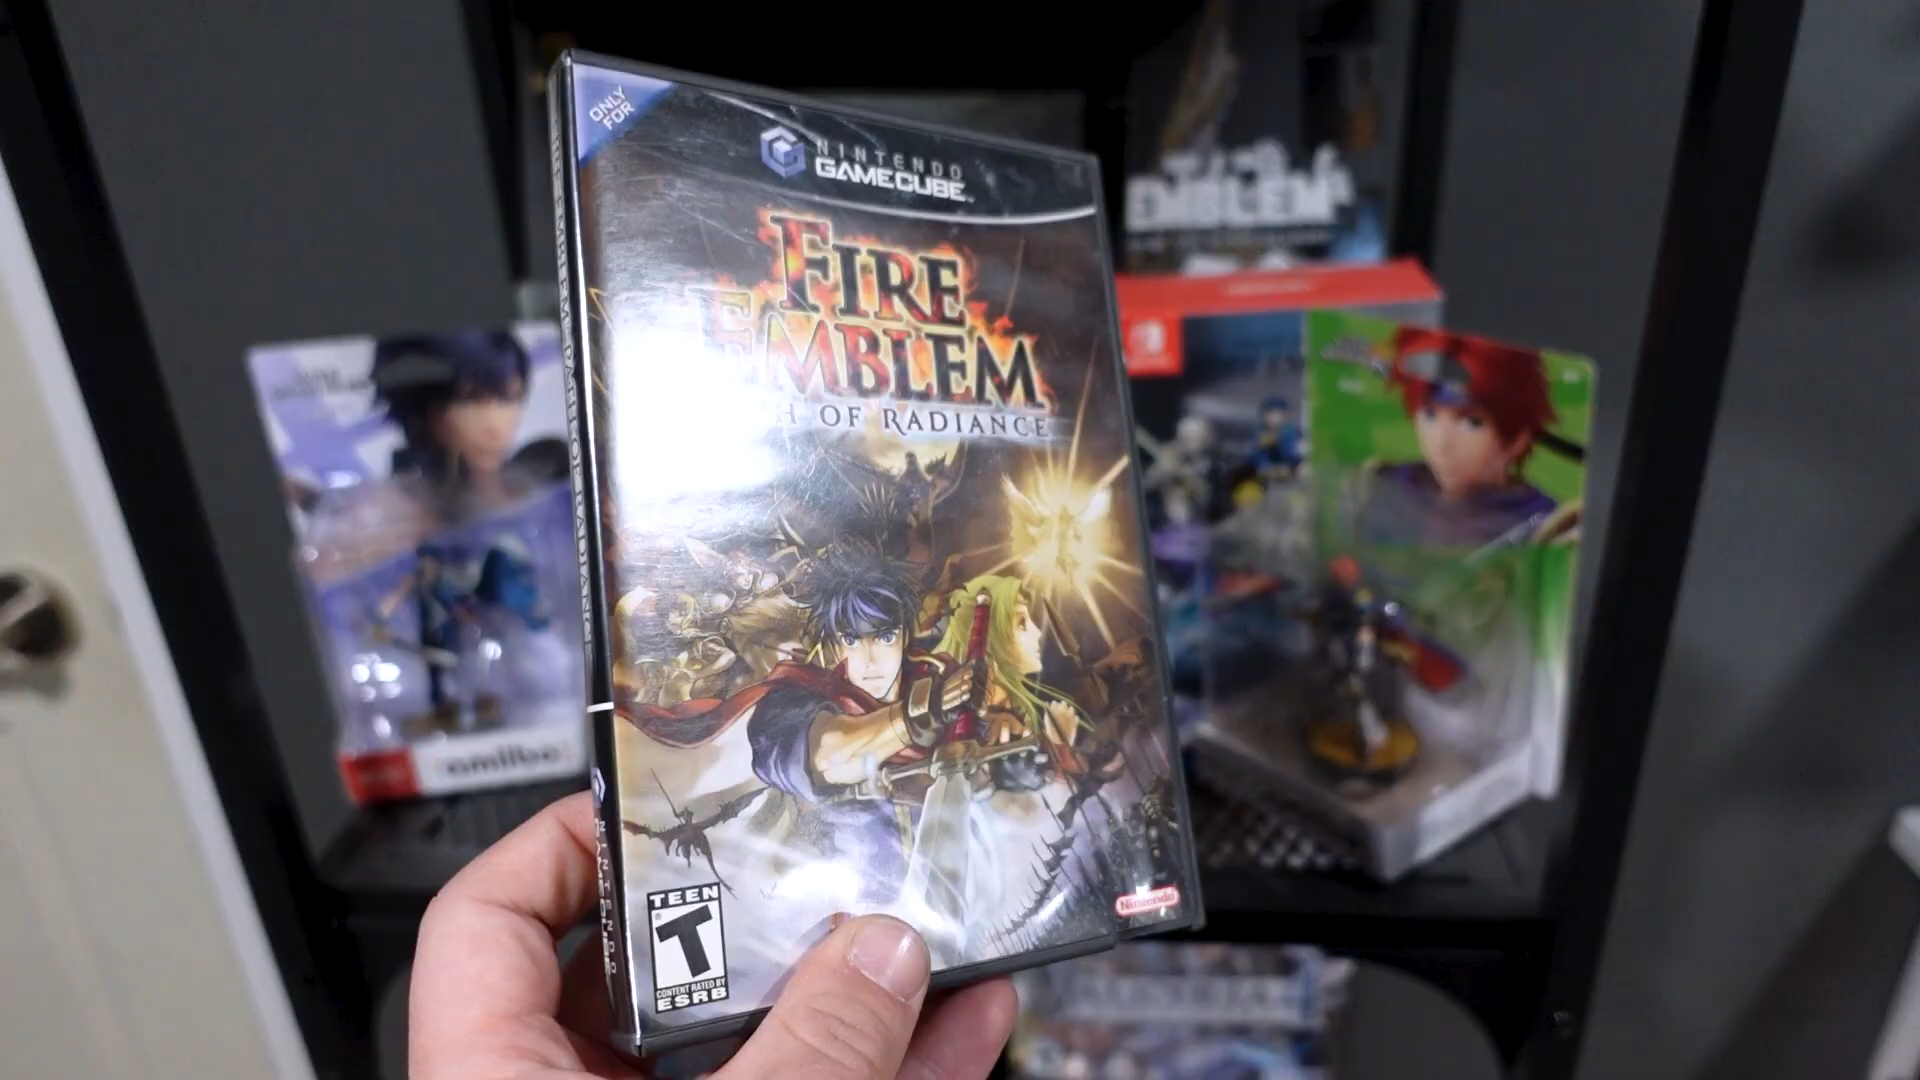 ONLY
FOR
NINTENDO
GAMECUBE™
FIRE
EMBLEM
H OF RADIANCE
TEEN
T
CONTENT RATED BY
ESRB
Nintendo
FIRE EMBLEM PATH OF RADIANCE
NINTENDO
GAMECUBE
EMBLEM
amiibo